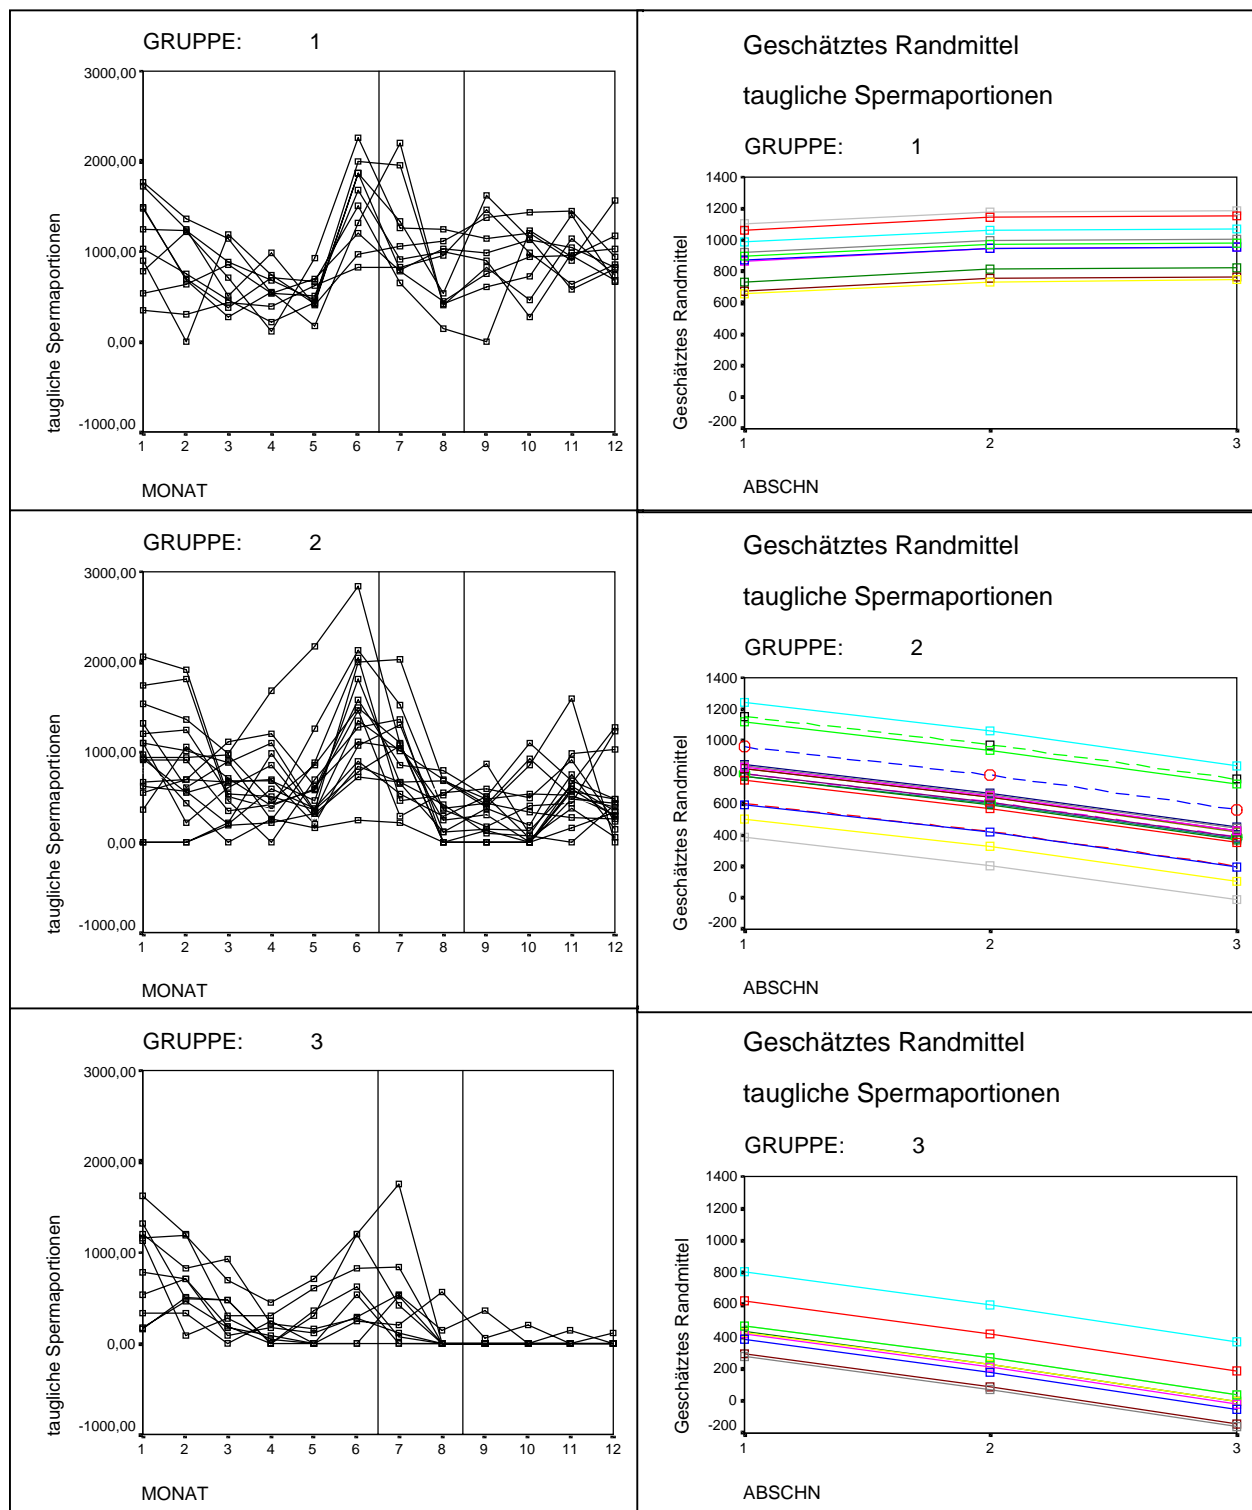 GRUPPE: 1
3000,00
2000,00
1000,00
0,00
-1000,00
taugliche Spermaportionen
1 2 3 4 5 6 7 8 9 10 11 12
MONAT
Geschätztes Randmittel
taugliche Spermaportionen
GRUPPE: 1
1400
1200
1000
800
600
400
200
0
-200
Geschätztes Randmittel
1 2 3
ABSCHN
GRUPPE: 2
3000,00
2000,00
1000,00
0,00
-1000,00
taugliche Spermaportionen
1 2 3 4 5 6 7 8 9 10 11 12
MONAT
Geschätztes Randmittel
taugliche Spermaportionen
GRUPPE: 2
1400
1200
1000
800
600
400
200
0
-200
Geschätztes Randmittel
1 2 3
ABSCHN
GRUPPE: 3
3000,00
2000,00
1000,00
0,00
-1000,00
taugliche Spermaportionen
1 2 3 4 5 6 7 8 9 10 11 12
MONAT
Geschätztes Randmittel
taugliche Spermaportionen
GRUPPE: 3
1400
1200
1000
800
600
400
200
0
-200
Geschätztes Randmittel
1 2 3
ABSCHN